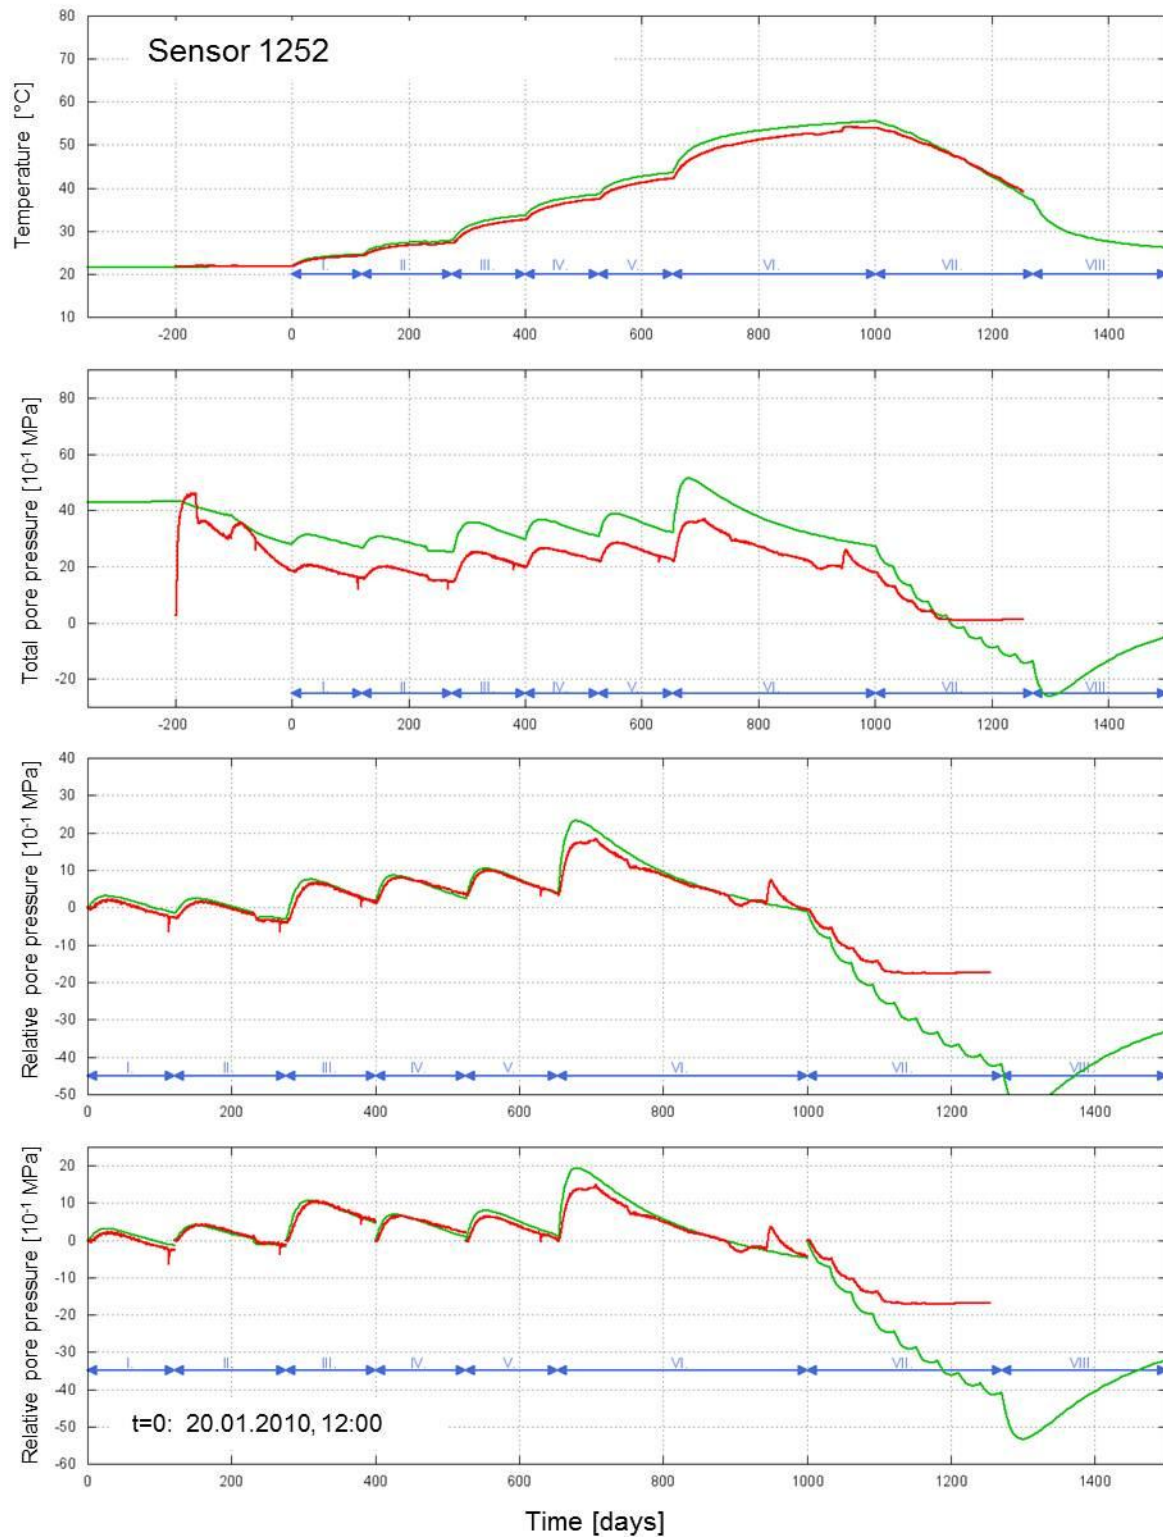 Sensor 1252
Temperature [°C]
80
70
60
50
40
30
20
10
I. II. III. IV. V. VI. VII. VIII.
-200 0 200 400 600 800 1000 1200 1400
Total pore pressure [10⁻¹ MPa]
80
60
40
20
0
-20
I. II. III. IV. V. VI. VII. VIII.
-200 0 200 400 600 800 1000 1200 1400
Relative pore pressure [10⁻¹ MPa]
40
30
20
10
0
-10
-20
-30
-40
-50
I. II. III. IV. V. VI. VII. VIII.
0 200 400 600 800 1000 1200 1400
Relative pore pressure [10⁻¹ MPa]
20
10
0
-10
-20
-30
-40
-50
-60
I. II. III. IV. V. VI. VII. VIII.
t=0: 20.01.2010, 12:00
0 200 400 600 800 1000 1200 1400
Time [days]